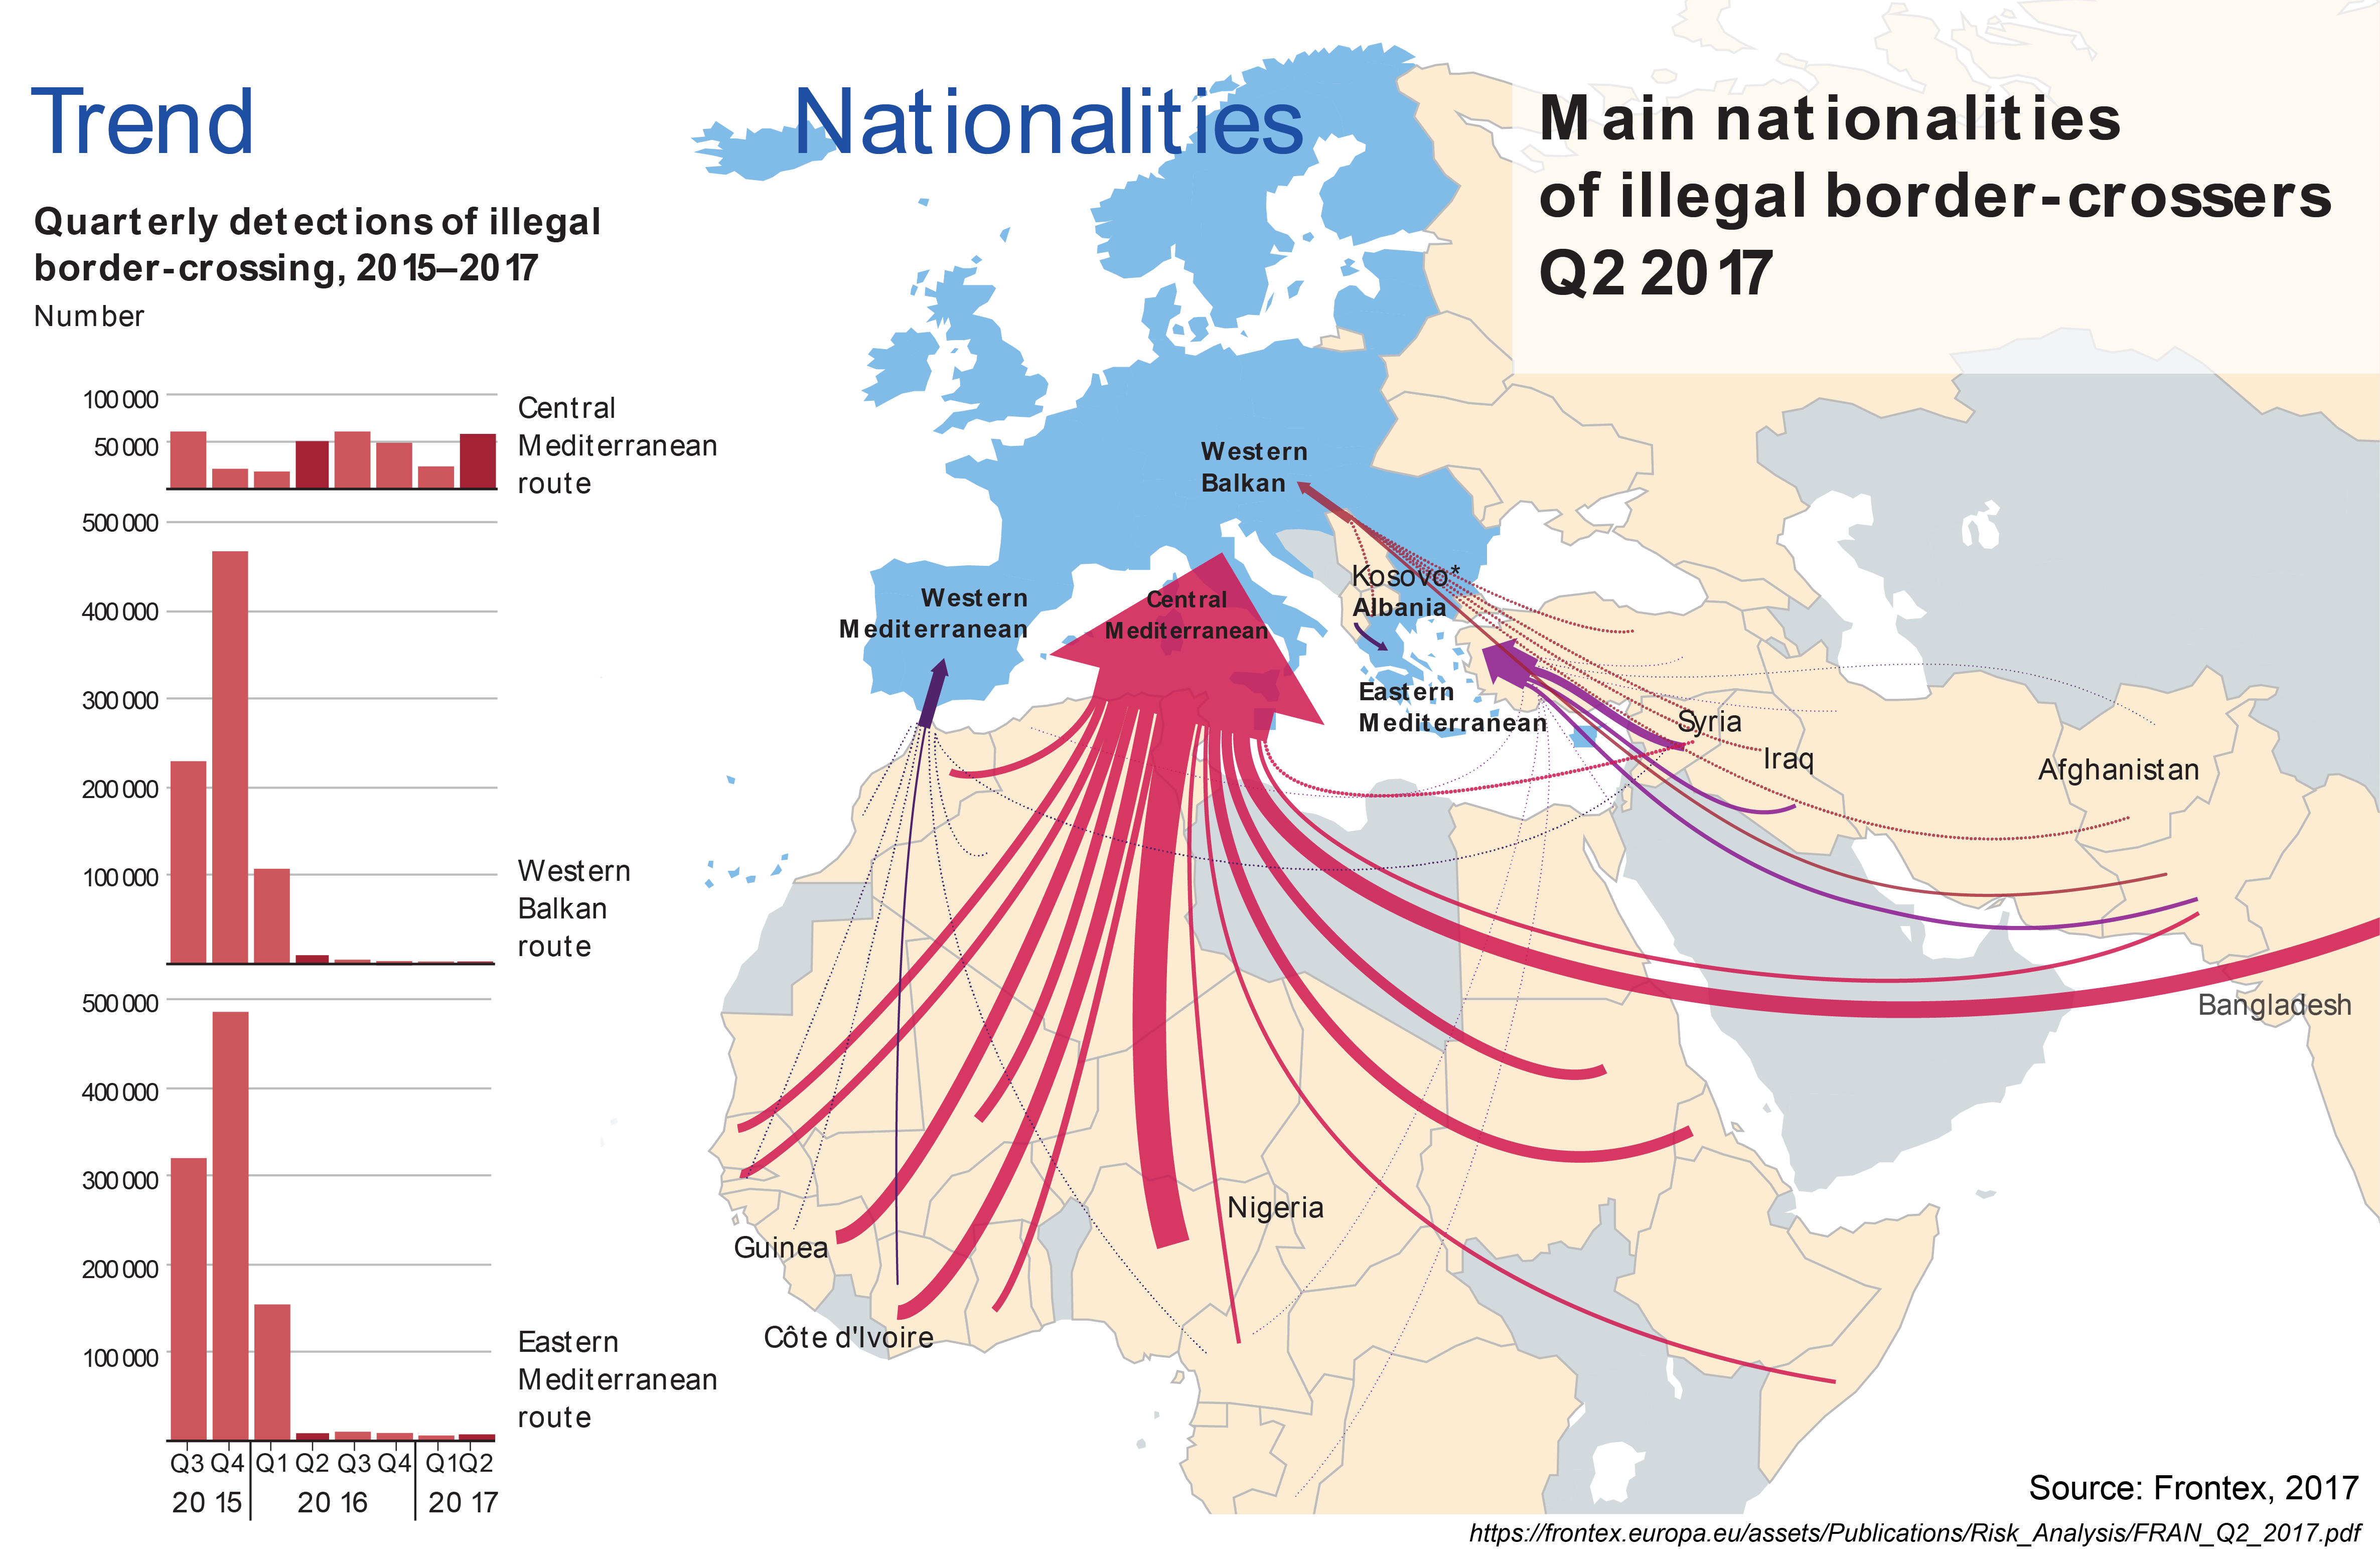 Trend
Quarterly detections of illegal
border-crossing, 2015–2017
Number
100 000
50 000
Central
Mediterranean
route
500 000
400 000
300 000
200 000
100 000
Western
Balkan
route
500 000
400 000
300 000
200 000
100 000
Eastern
Mediterranean
route
Q3 Q4 Q1 Q2 Q3 Q4 Q1 Q2
2015 2016 2017
Nationalities
Main nationalities
of illegal border-crossers
Q2 2017
Western
Balkan
Western
Mediterranean
Central
Mediterranean
Kosovo*
Albania
Eastern
Mediterranean
Syria
Iraq
Afghanistan
Bangladesh
Nigeria
Guinea
Côte d'Ivoire
Source: Frontex, 2017
https://frontex.europa.eu/assets/Publications/Risk_Analysis/FRAN_Q2_2017.pdf